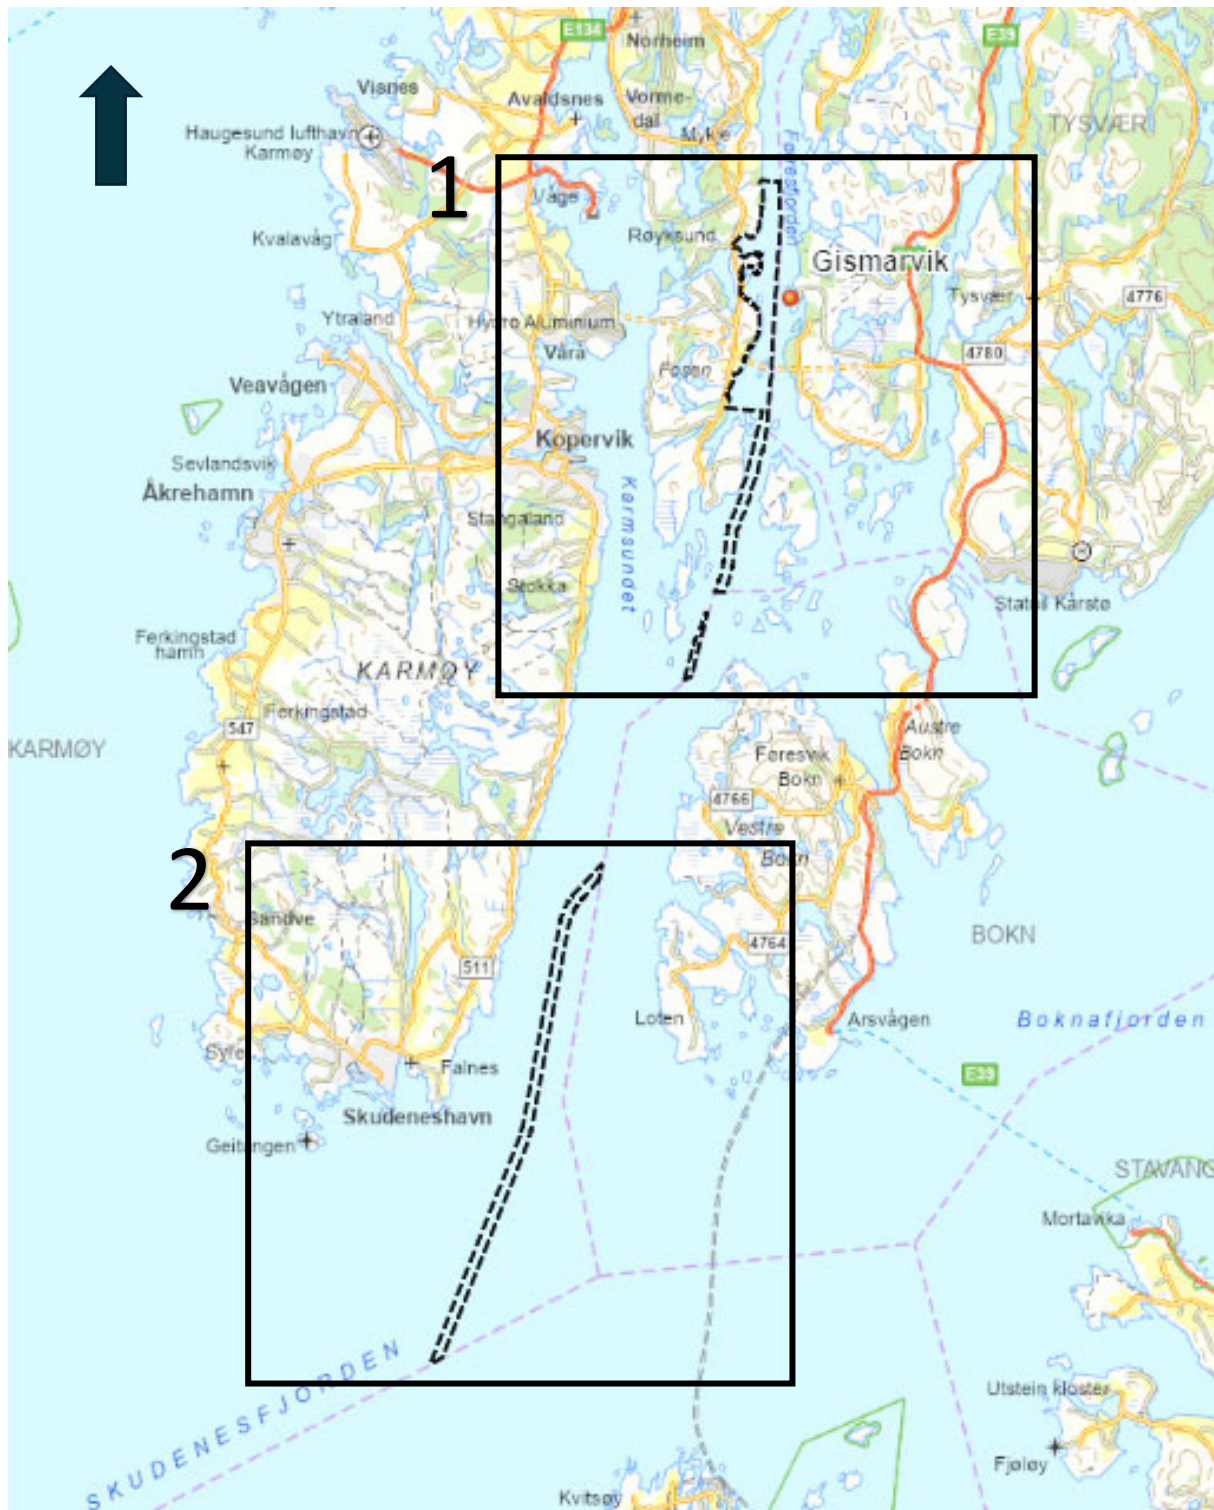 E134
Norheim
E39
Visnes
Avaldsnes
Vorme-
dal
Mykje
TYSVÆR
Haugesund lufthavn
Karmøy
Førresfjorden
1
Våge
Kvalavåg
Røyksund
Gismarvik
Tysvær
4776
Ytraland
Hydro Aluminium
Vårå
4780
Fosen
Veavågen
Kopervik
Sevlandsvik
Åkrehamn
Stangaland
Karmsundet
Stokka
Statoil Kårstø
Ferkingstad
hamn
KARMØY
Ferkingstad
547
KARMØY
Austre
Bokn
Føresvik
Bokn
4766
Vestre
Bokn
2
Sandve
4764
BOKN
511
Loten
Arsvågen
Boknafjorden
Syre
Falnes
E39
Skudeneshavn
Geitungen
STAVANG
Mortavika
SKUDENESFJORDEN
Utstein kloster
Fjøløy
Kvitsøy